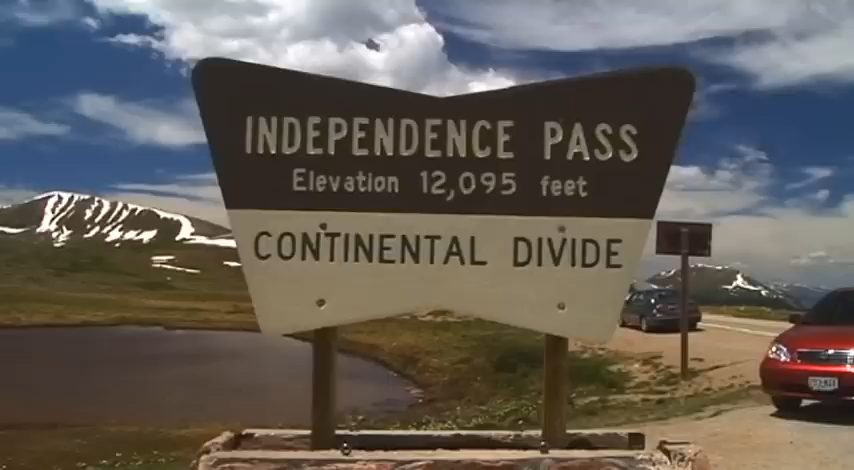 INDEPENDENCE PASS
Elevation 12,095 feet
CONTINENTAL DIVIDE